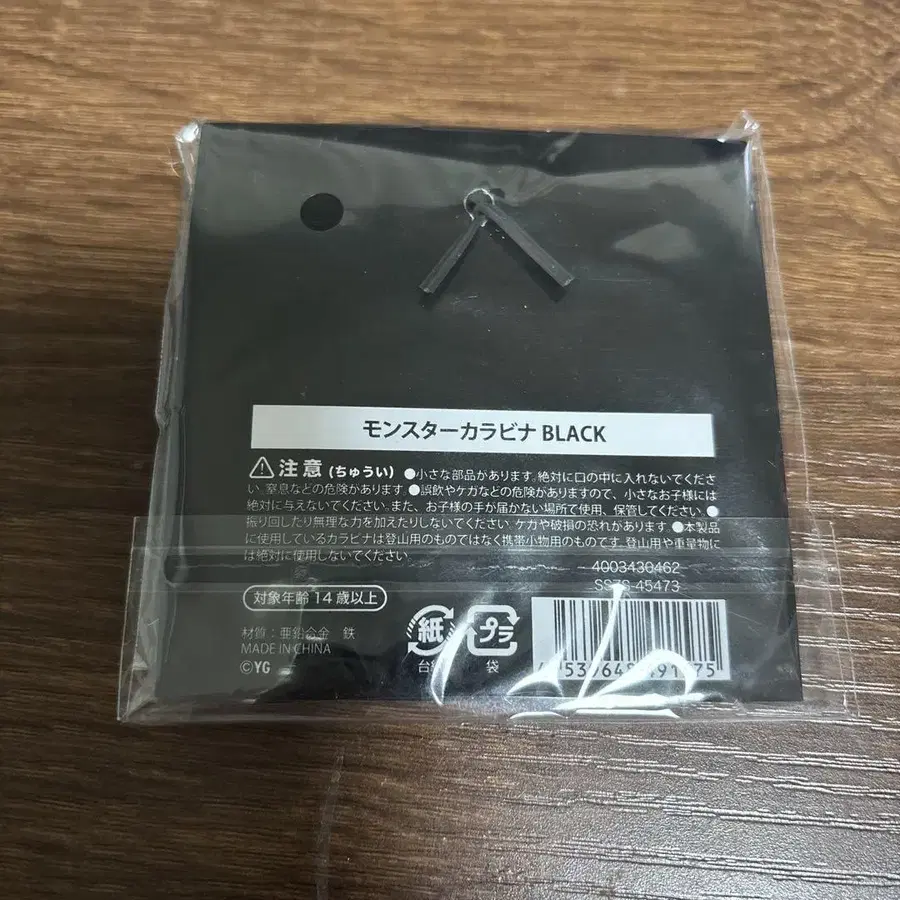 モンスターカラビナ BLACK
注意 (ちゅうい) ●小さな部品があります。絶対に口の中に入れないでくださ
い。窒息などの危険があります。●誤飲やケガなどの危険がありますので、小さなお子様には
絶対に与えないでください。また、お子様の手が届かない場所で使用、保管してください。●
振り回したり無理な力を加えたりしないでください。ケガや破損の恐れがあります。●本製品
に使用しているカラビナは登山用のものではなく携帯小物用のものです。登山用や重量物に
は絶対に使用しないでください。
4003430462
45473
対象年齢 14 歳以上
材質:亜鉛合金 鉄
MADE IN CHINA
©YG
紙
プラ
袋